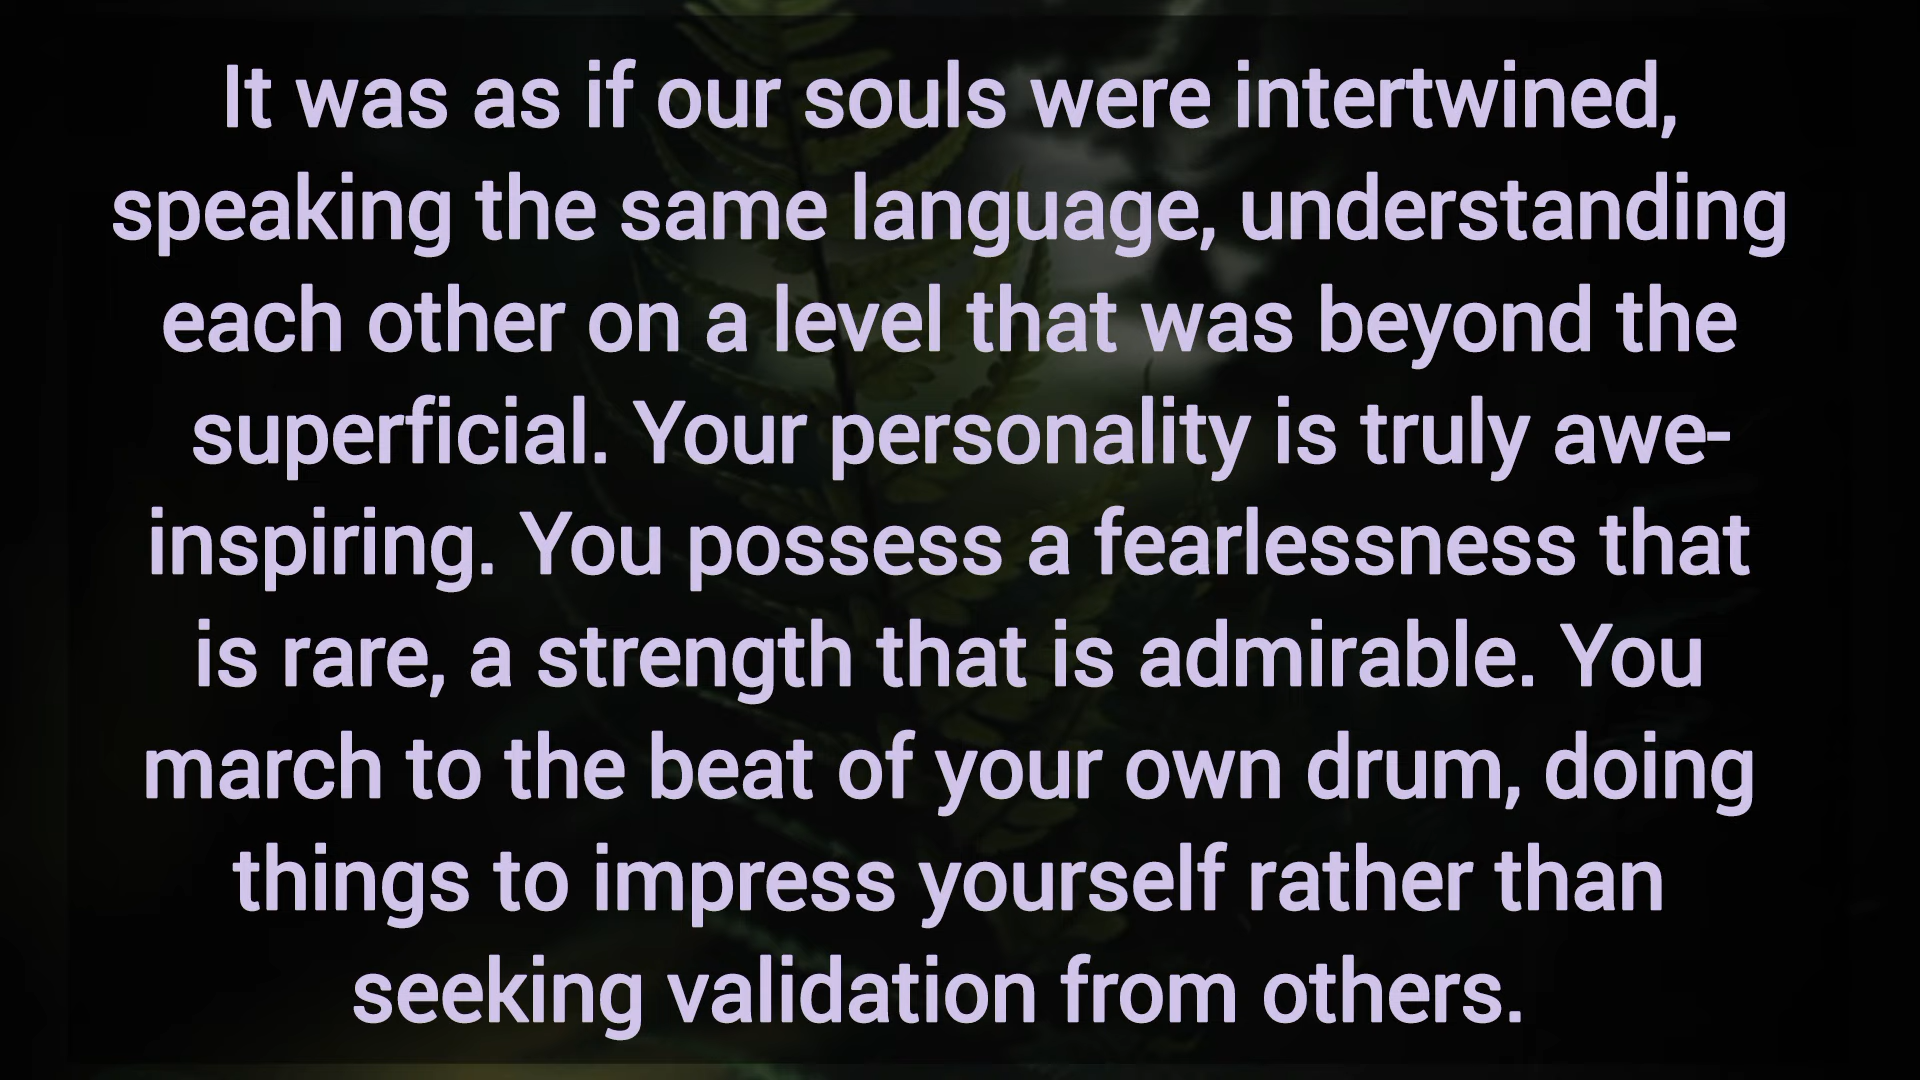 It was as if our souls were intertwined,
speaking the same language, understanding
each other on a level that was beyond the
superficial. Your personality is truly awe-
inspiring. You possess a fearlessness that
is rare, a strength that is admirable. You
march to the beat of your own drum, doing
things to impress yourself rather than
seeking validation from others.